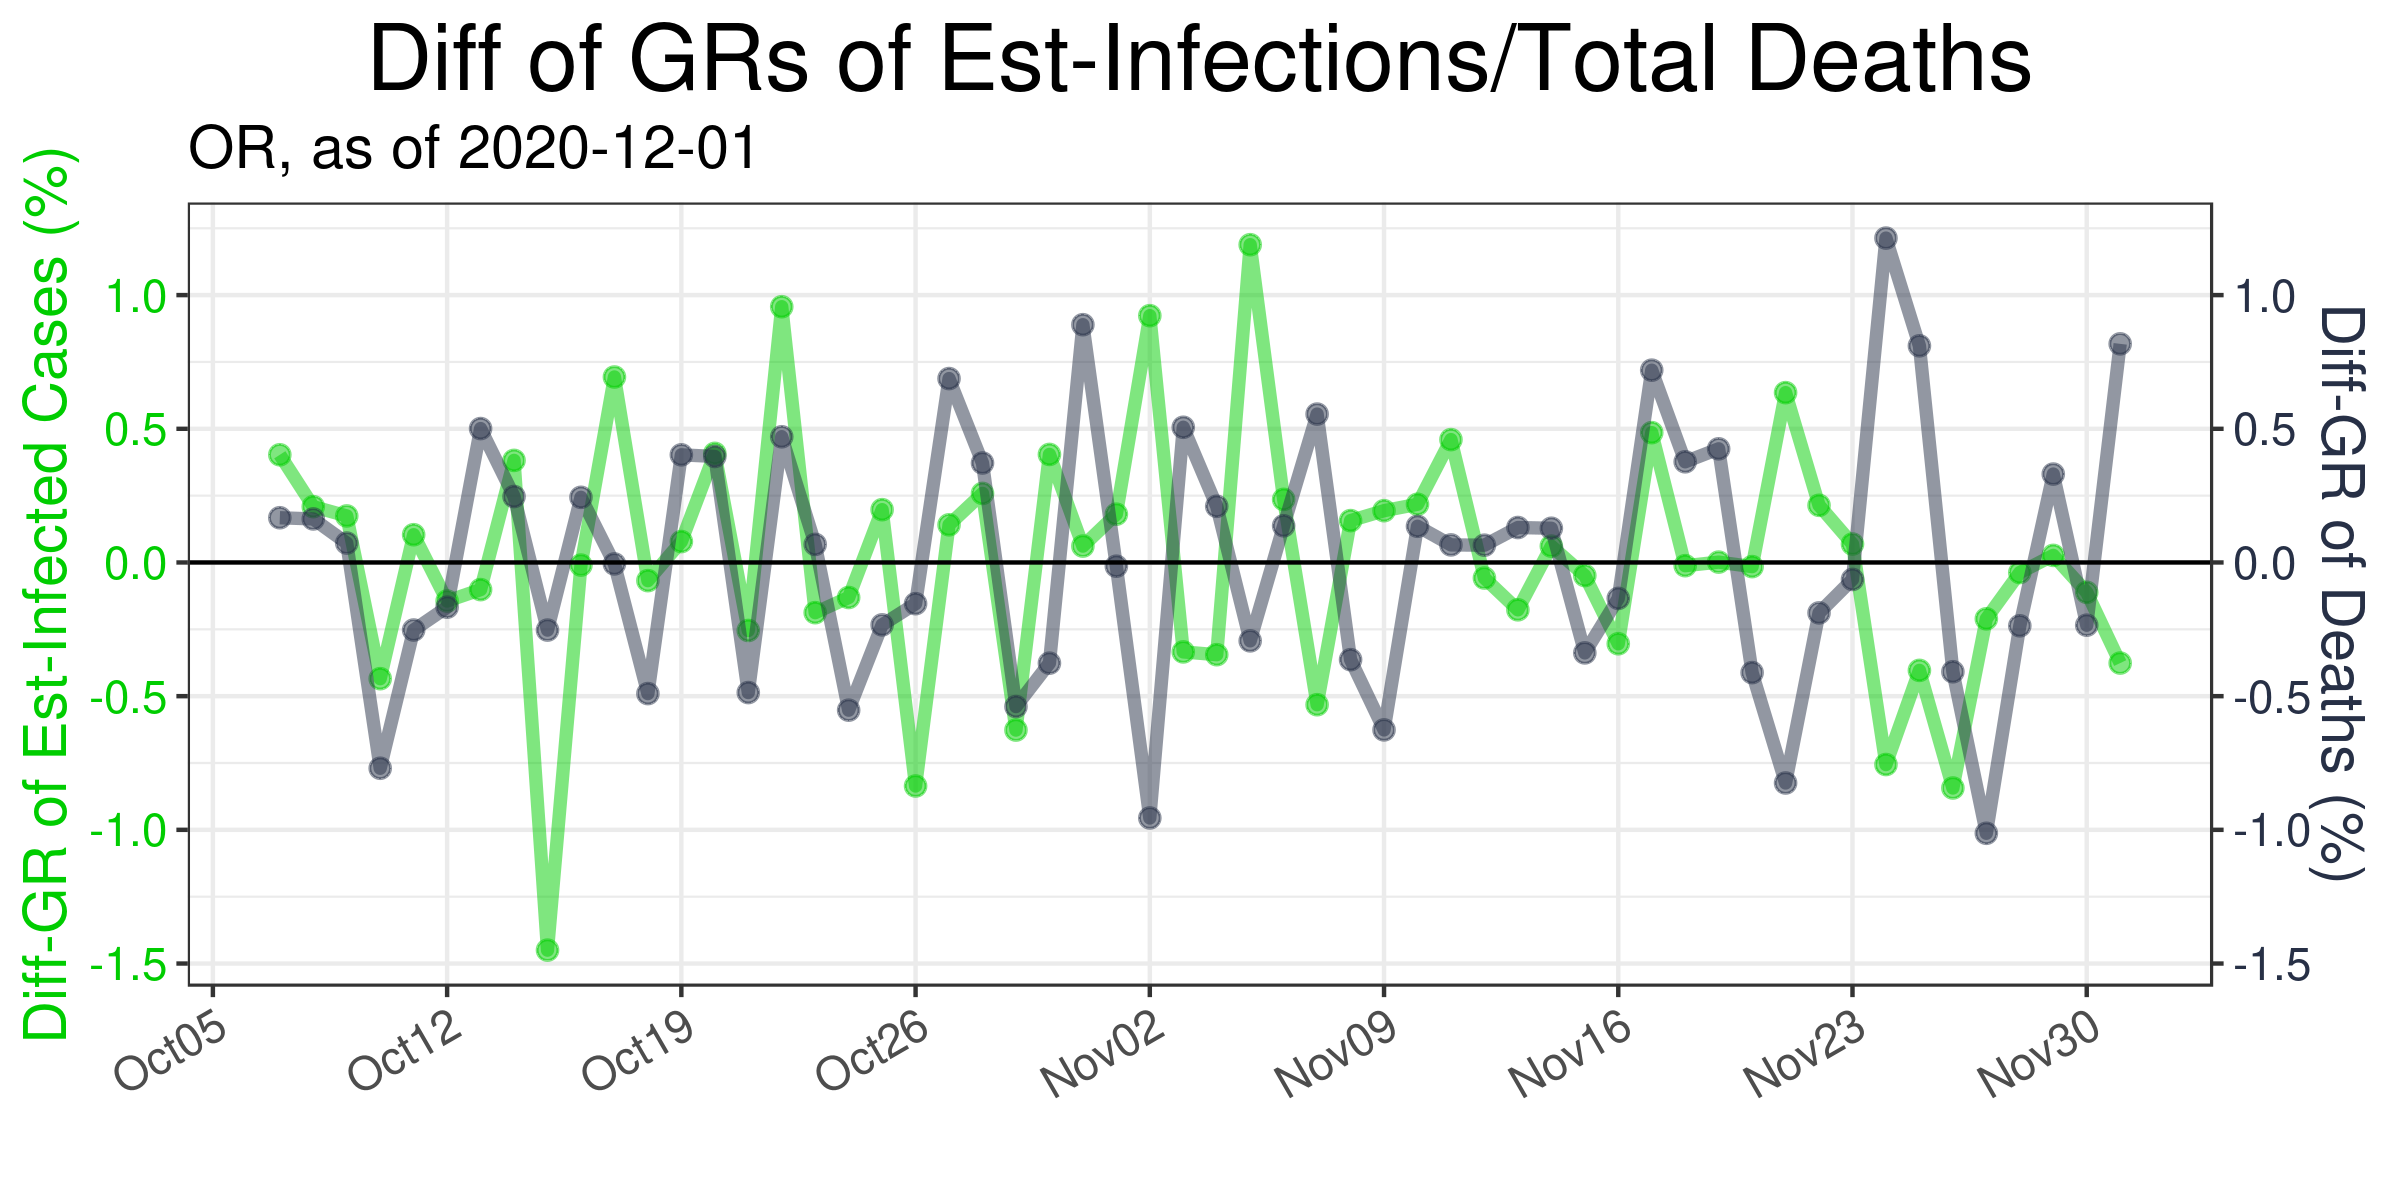 Diff of GRs of Est-Infections/Total Deaths
OR, as of 2020-12-01
Diff-GR of Est-Infected Cases (%)
1.0
0.5
0.0
-0.5
-1.0
-1.5
1.0
0.5
0.0
-0.5
-1.0
-1.5
Diff-GR of Deaths (%)
Oct05
Oct12
Oct19
Oct26
Nov02
Nov09
Nov16
Nov23
Nov30